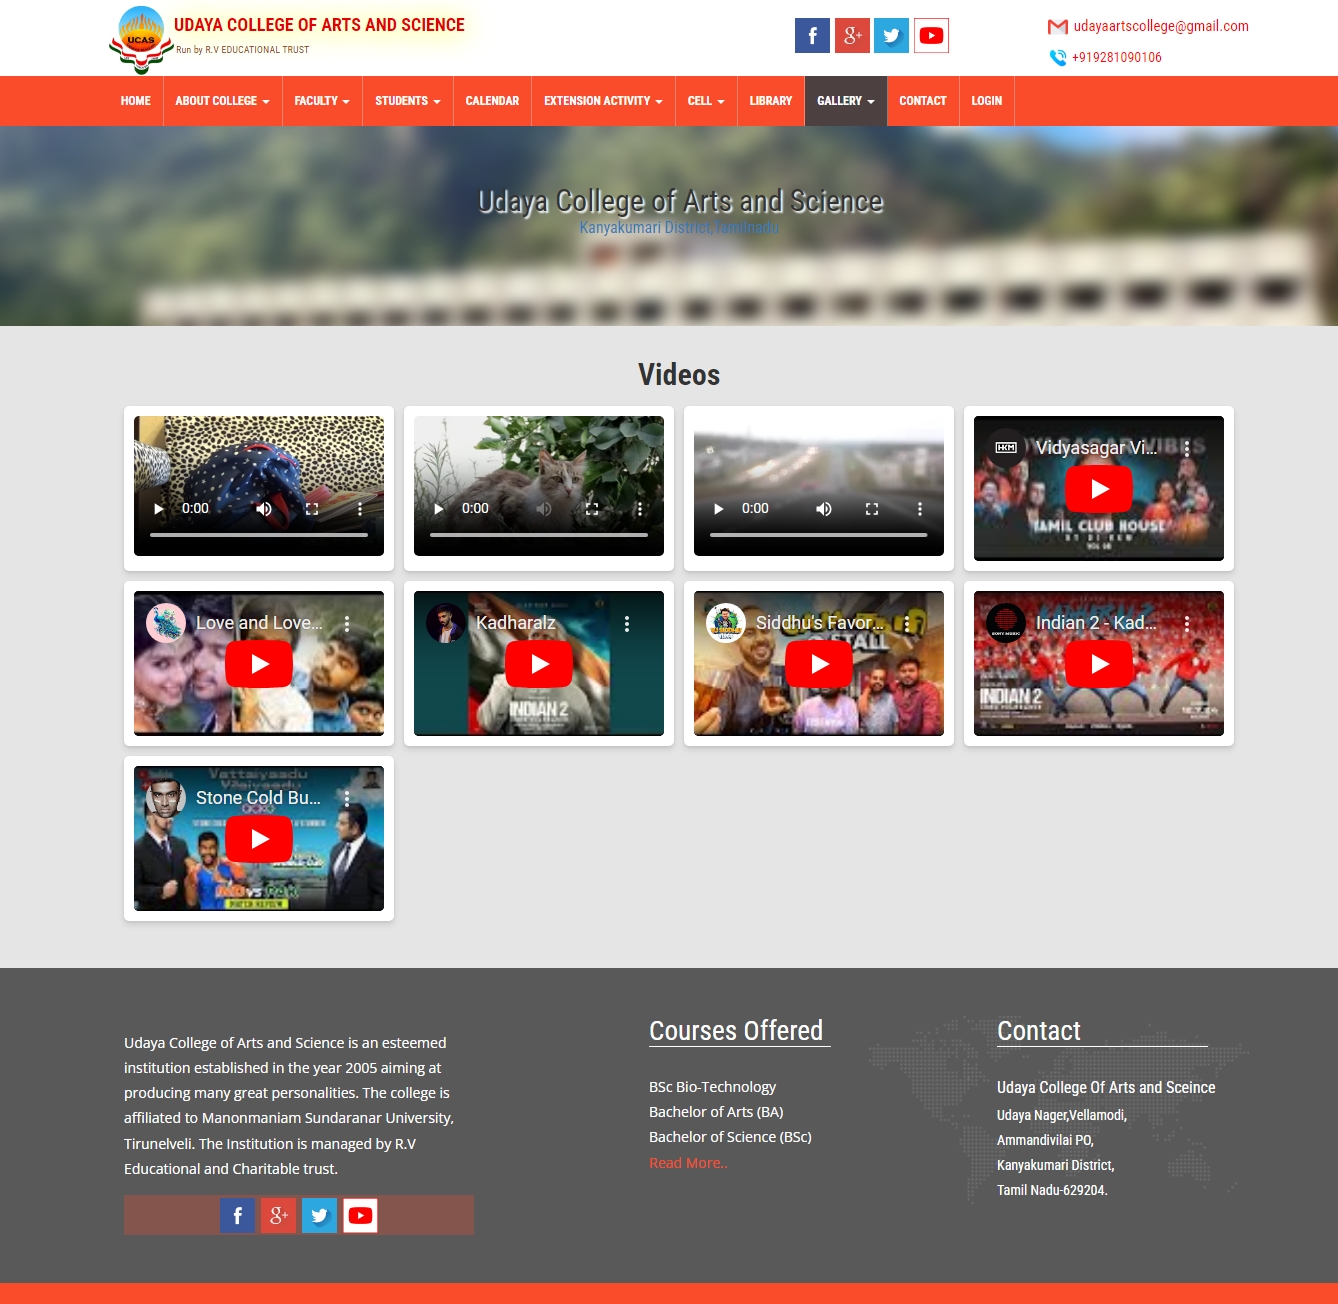 UCAS
UDAYA COLLEGE OF ARTS AND SCIENCE
Run by R.V EDUCATIONAL TRUST
udayaartscollege@gmail.com
+919281090106
HOME ABOUT COLLEGE FACULTY STUDENTS CALENDAR EXTENSION ACTIVITY CELL LIBRARY GALLERY CONTACT LOGIN
Udaya College of Arts and Science
Kanyakumari District,Tamilnadu
Videos
0:00
0:00
0:00
Vidyasagar Vi...
TAMIL CLUB HOUSE
Love and Love...
Kadharalz
INDIAN 2
Siddhu's Favor...
STALL
Indian 2 - Kad...
SONY MUSIC
INDIAN 2
Stone Cold Bu...
Vettaiyaadu
IND vs PAK
Udaya College of Arts and Science is an esteemed
institution established in the year 2005 aiming at
producing many great personalities. The college is
affiliated to Manonmaniam Sundaranar University,
Tirunelveli. The Institution is managed by R.V
Educational and Charitable trust.
Courses Offered
BSc Bio-Technology
Bachelor of Arts (BA)
Bachelor of Science (BSc)
Read More..
Contact
Udaya College Of Arts and Sceince
Udaya Nager,Vellamodi,
Ammandivilai PO,
Kanyakumari District,
Tamil Nadu-629204.